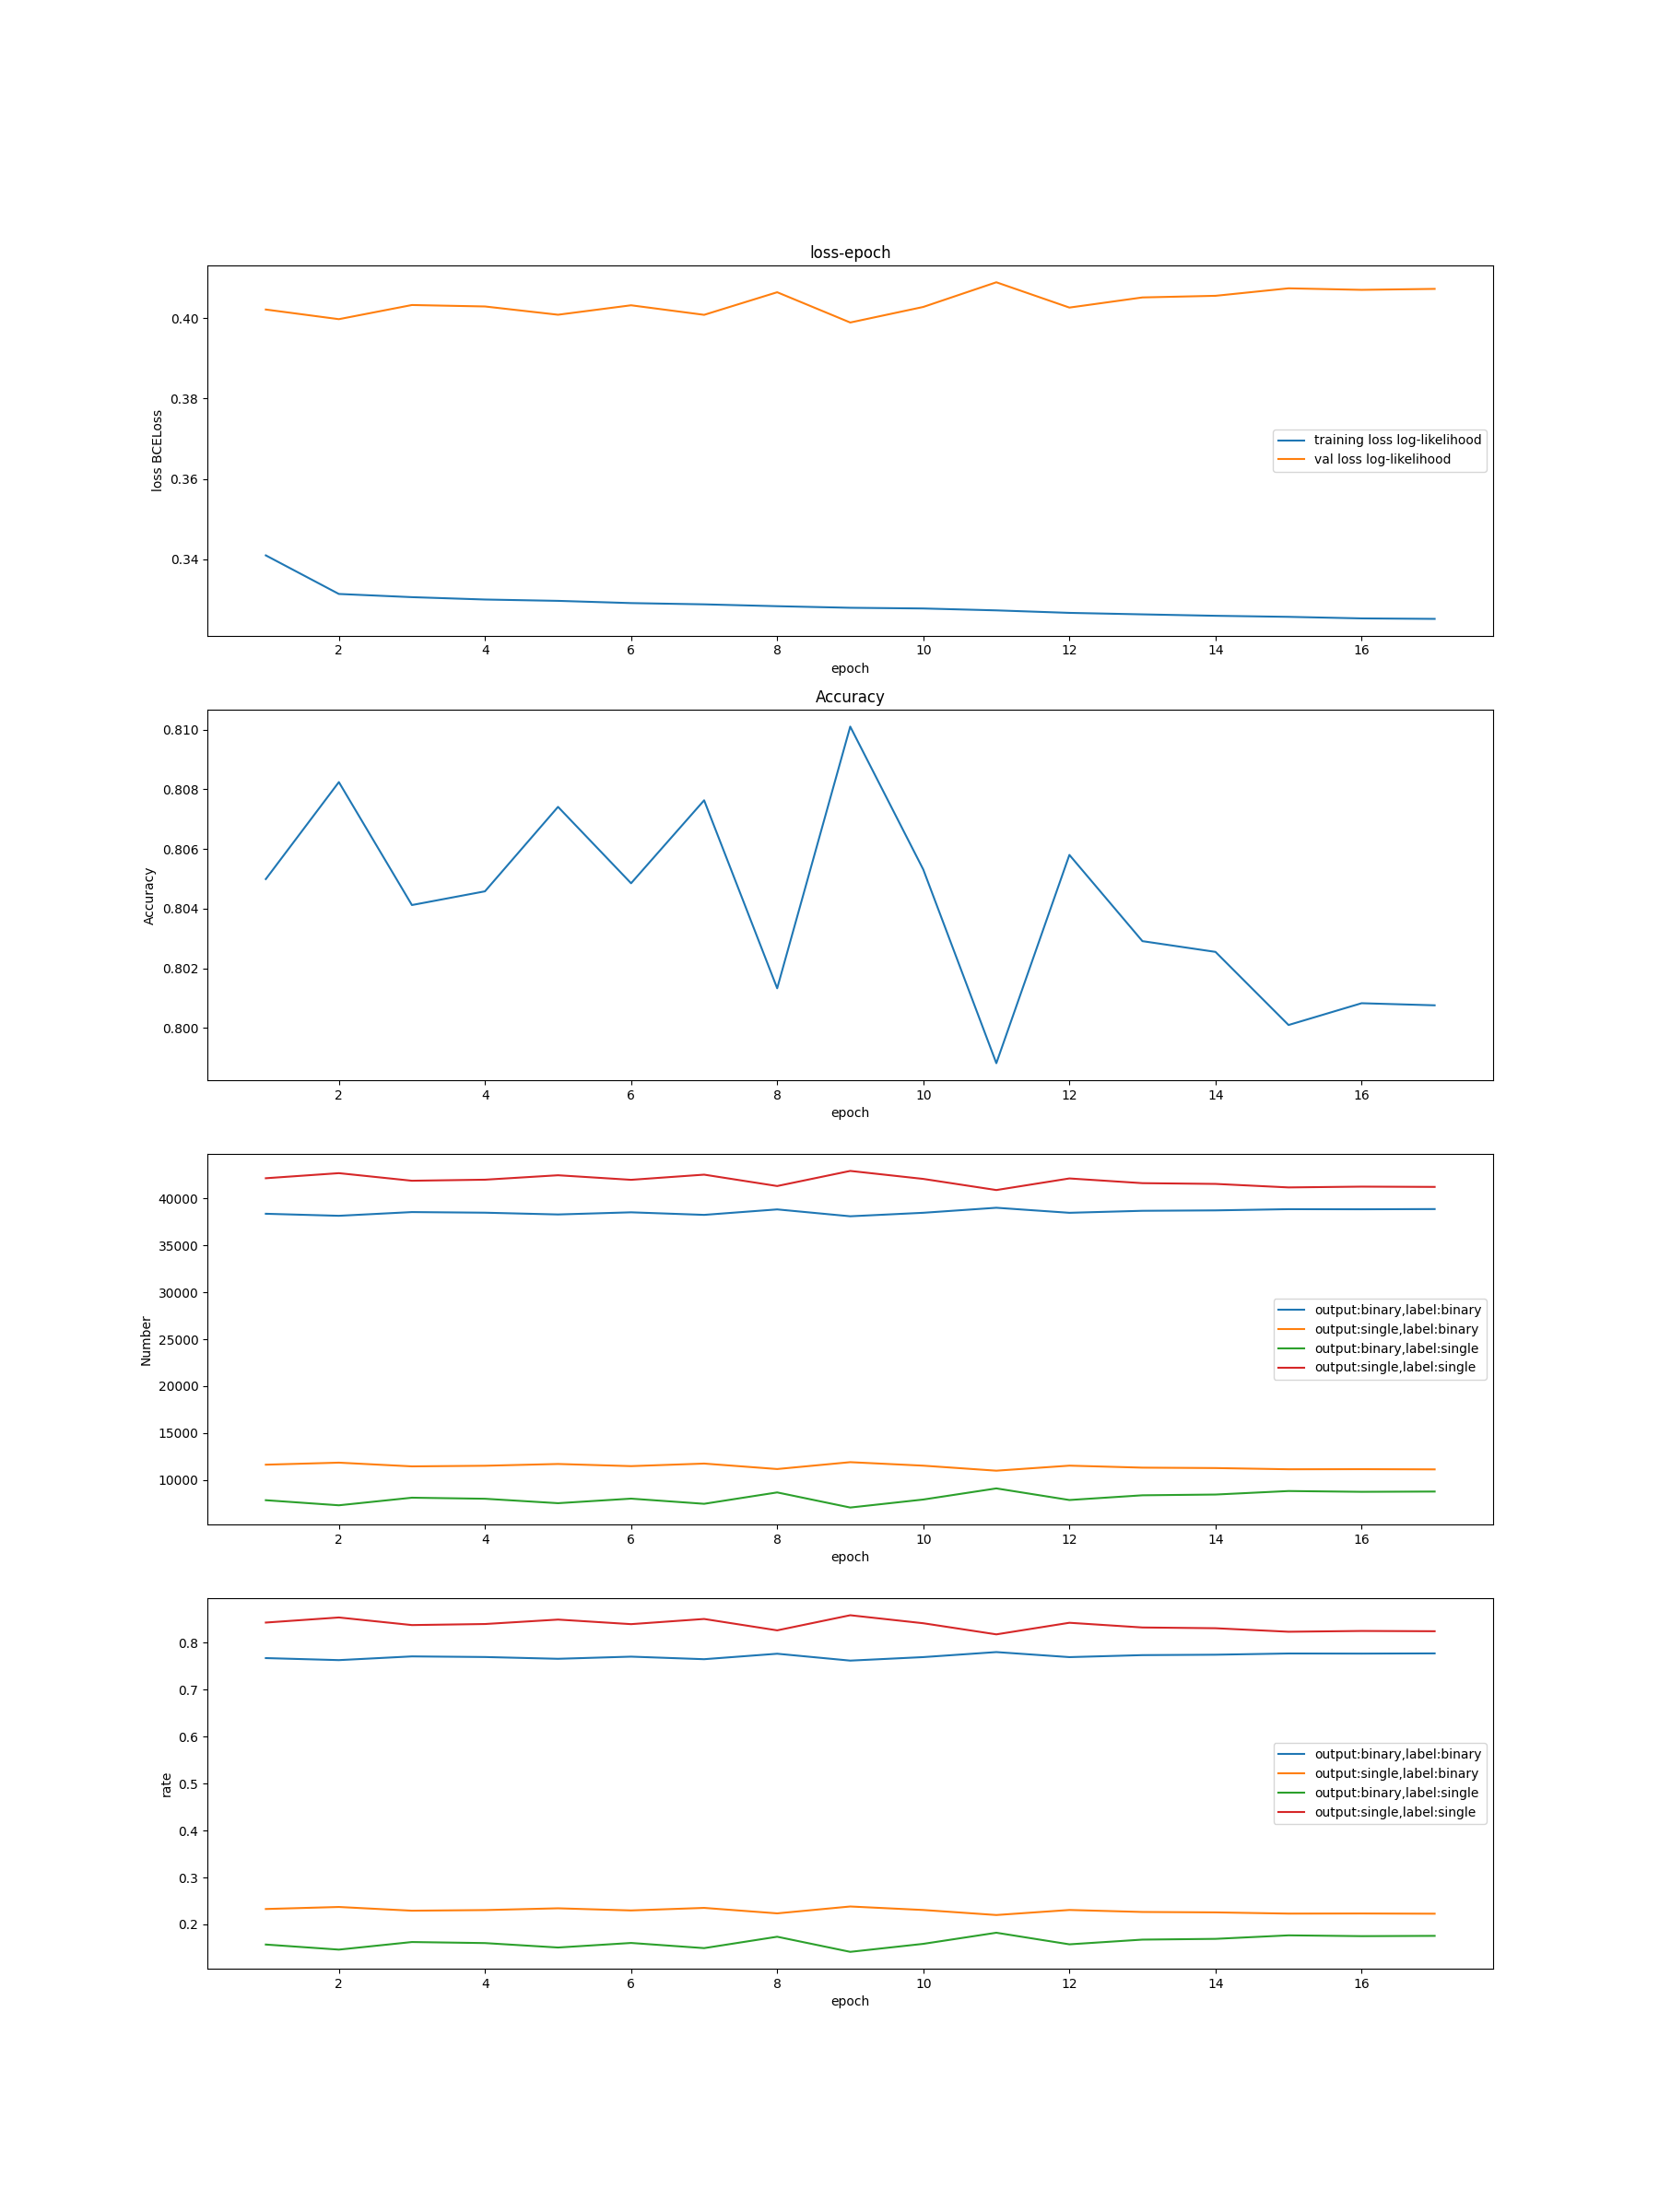 loss-epoch
0.40
0.38
0.36
0.34
loss BCELoss
training loss log-likelihood
val loss log-likelihood
2 4 6 8 10 12 14 16
epoch
Accuracy
0.810
0.808
0.806
0.804
0.802
0.800
Accuracy
2 4 6 8 10 12 14 16
epoch
40000
35000
30000
25000
20000
15000
10000
Number
output:binary,label:binary
output:single,label:binary
output:binary,label:single
output:single,label:single
2 4 6 8 10 12 14 16
epoch
0.8
0.7
0.6
0.5
0.4
0.3
0.2
rate
output:binary,label:binary
output:single,label:binary
output:binary,label:single
output:single,label:single
2 4 6 8 10 12 14 16
epoch